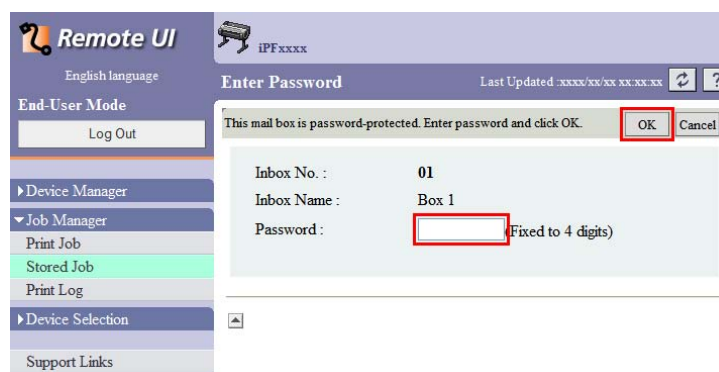 Remote UI
English language
End-User Mode
Log Out
▶Device Manager
▼Job Manager
Print Job
Stored Job
Print Log
▶Device Selection
Support Links
iPFxxxx
Enter Password
Last Updated :xxxx/xx/xx xx:xx:xx
?
This mail box is password-protected. Enter password and click OK.
OK
Cancel
Inbox No. : 01
Inbox Name : Box 1
Password : (Fixed to 4 digits)